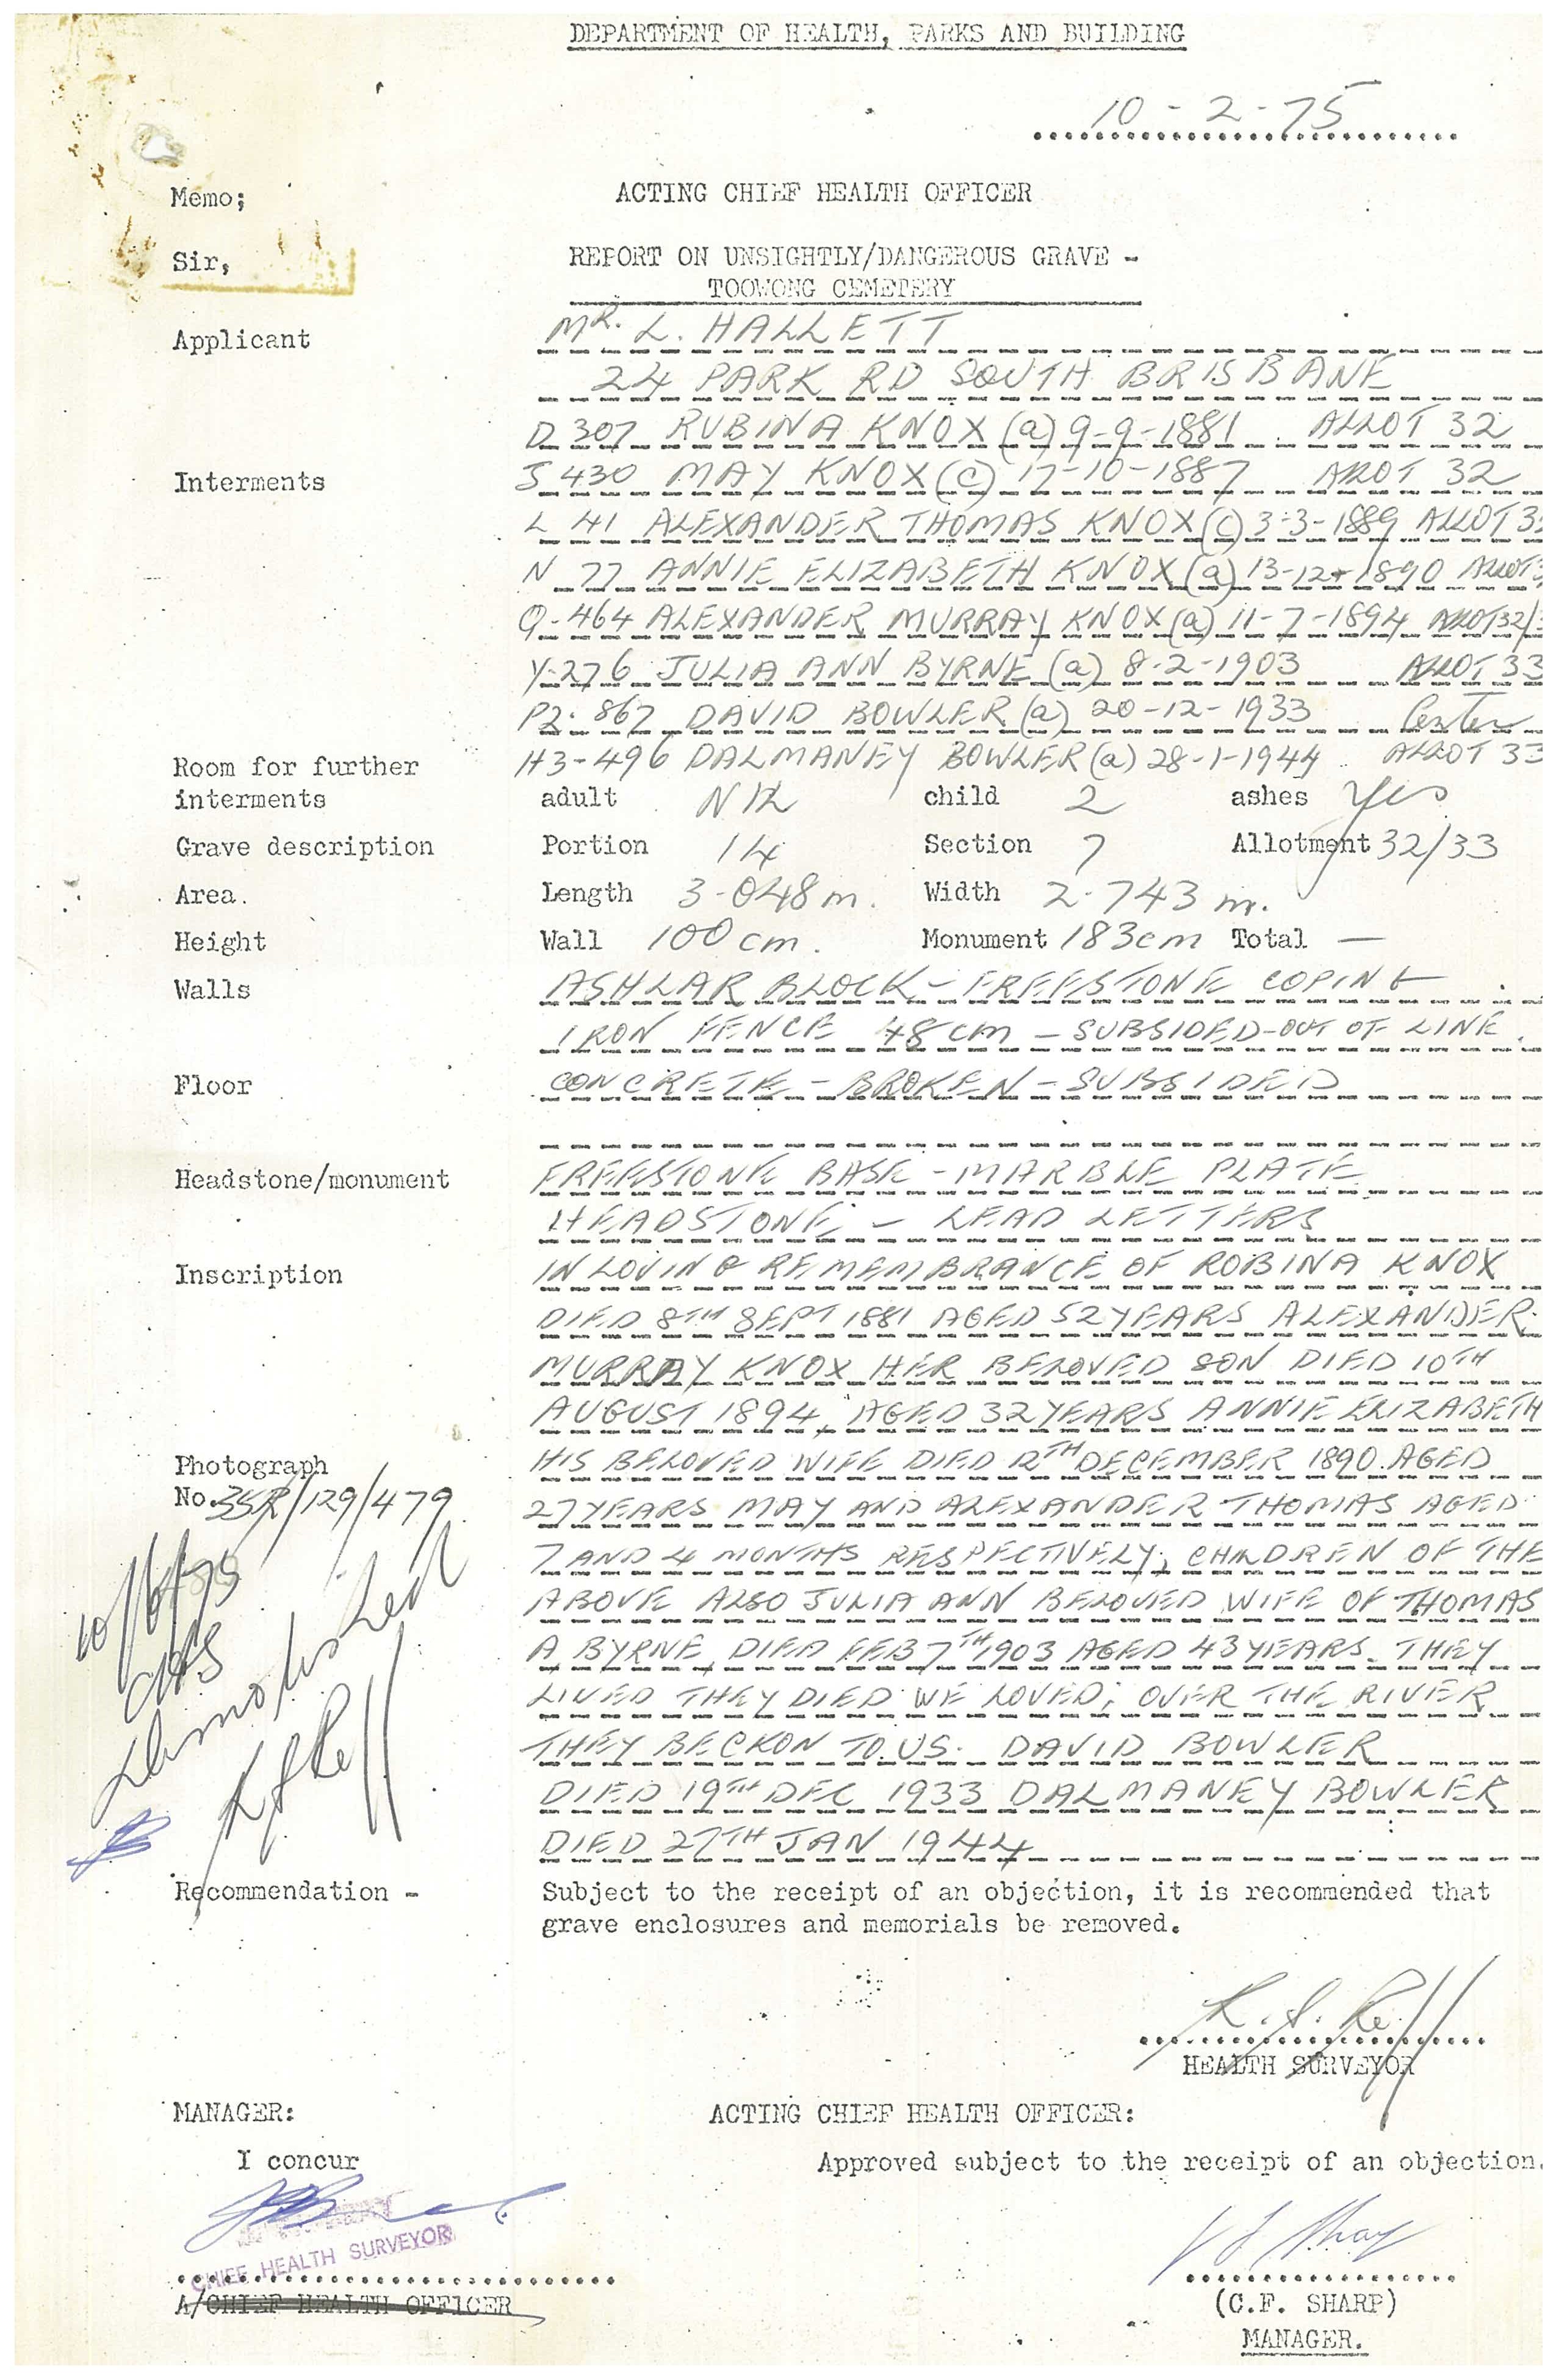 DEPARTMENT OF HEALTH, PARKS AND BUILDING
10-2-75
Memo; ACTING CHIEF HEALTH OFFICER
Sir, REPORT ON UNSIGHTLY/DANGEROUS GRAVE -
TOOWONG CEMETERY
Applicant MR. L. HALLETT
24 PARK RD SOUTH BRISBANE
D 307 RUBINA KNOX (a) 9-9-1881 ALLOT 32
Interments J 430 MAY KNOX (c) 17-10-1887 ALLOT 32
L 41 ALEXANDER THOMAS KNOX (c) 3-3-1889 ALLOT 3
N 77 ANNIE ELIZABETH KNOX (a) 13-12-1890 ALLOT 3
Q-464 ALEXANDER MURRAY KNOX (a) 11-7-1894 ALLOT 32/
Y-276 JULIA ANN BYRNE (a) 8-2-1903 ALLOT 33
P2-867 DAVID BOWLER (a) 20-12-1933 Center
Room for further H3-496 DALMANEY BOWLER (a) 28-1-1944 ALLOT 33
interments adult NIL child 2 ashes Yes
Grave description Portion 14 Section 7 Allotment 32/33
Area. Length 3-048m. Width 2.743 m.
Height Wall 100 cm. Monument 183cm Total —
Walls ASHLAR BLOCK - FREESTONE COPING
IRON FENCE 48 cm - SUBSIDED - OUT OF LINE.
Floor CONCRETE - BROKEN - SUBSIDED
Headstone/monument FREESTONE BASE - MARBLE PLATE
HEADSTONE - LEAD LETTERS
Inscription IN LOVING REMEMBRANCE OF ROBINA KNOX
DIED 8TH SEPT 1881 AGED 52 YEARS ALEXANDER
MURRAY KNOX HER BELOVED SON DIED 10TH
AUGUST 1894, AGED 32 YEARS ANNIE ELIZABETH
Photograph HIS BELOVED WIFE DIED 12TH DECEMBER 1890. AGED
No. 35R/129/479 27 YEARS MAY AND ALEXANDER THOMAS AGED
7 AND 4 MONTHS RESPECTIVELY, CHILDREN OF THE
10/6/75 ABOVE ALSO JULIA ANN BELOVED WIFE OF THOMAS
A BYRNE, DIED FEB 7TH 1903 AGED 43 YEARS. THEY
Demolished LIVED THEY DIED WE LOVED; OVER THE RIVER
THEY BECKON TO US. DAVID BOWLER
DIED 19TH DEC 1933 DALMANEY BOWLER
DIED 27TH JAN 1944
Recommendation - Subject to the receipt of an objection, it is recommended that
grave enclosures and memorials be removed.
HEALTH SURVEYOR
MANAGER: ACTING CHIEF HEALTH OFFICER:
I concur Approved subject to the receipt of an objection.
CHIEF HEALTH SURVEYOR
A/CHIEF HEALTH OFFICER (C.F. SHARP)
MANAGER.